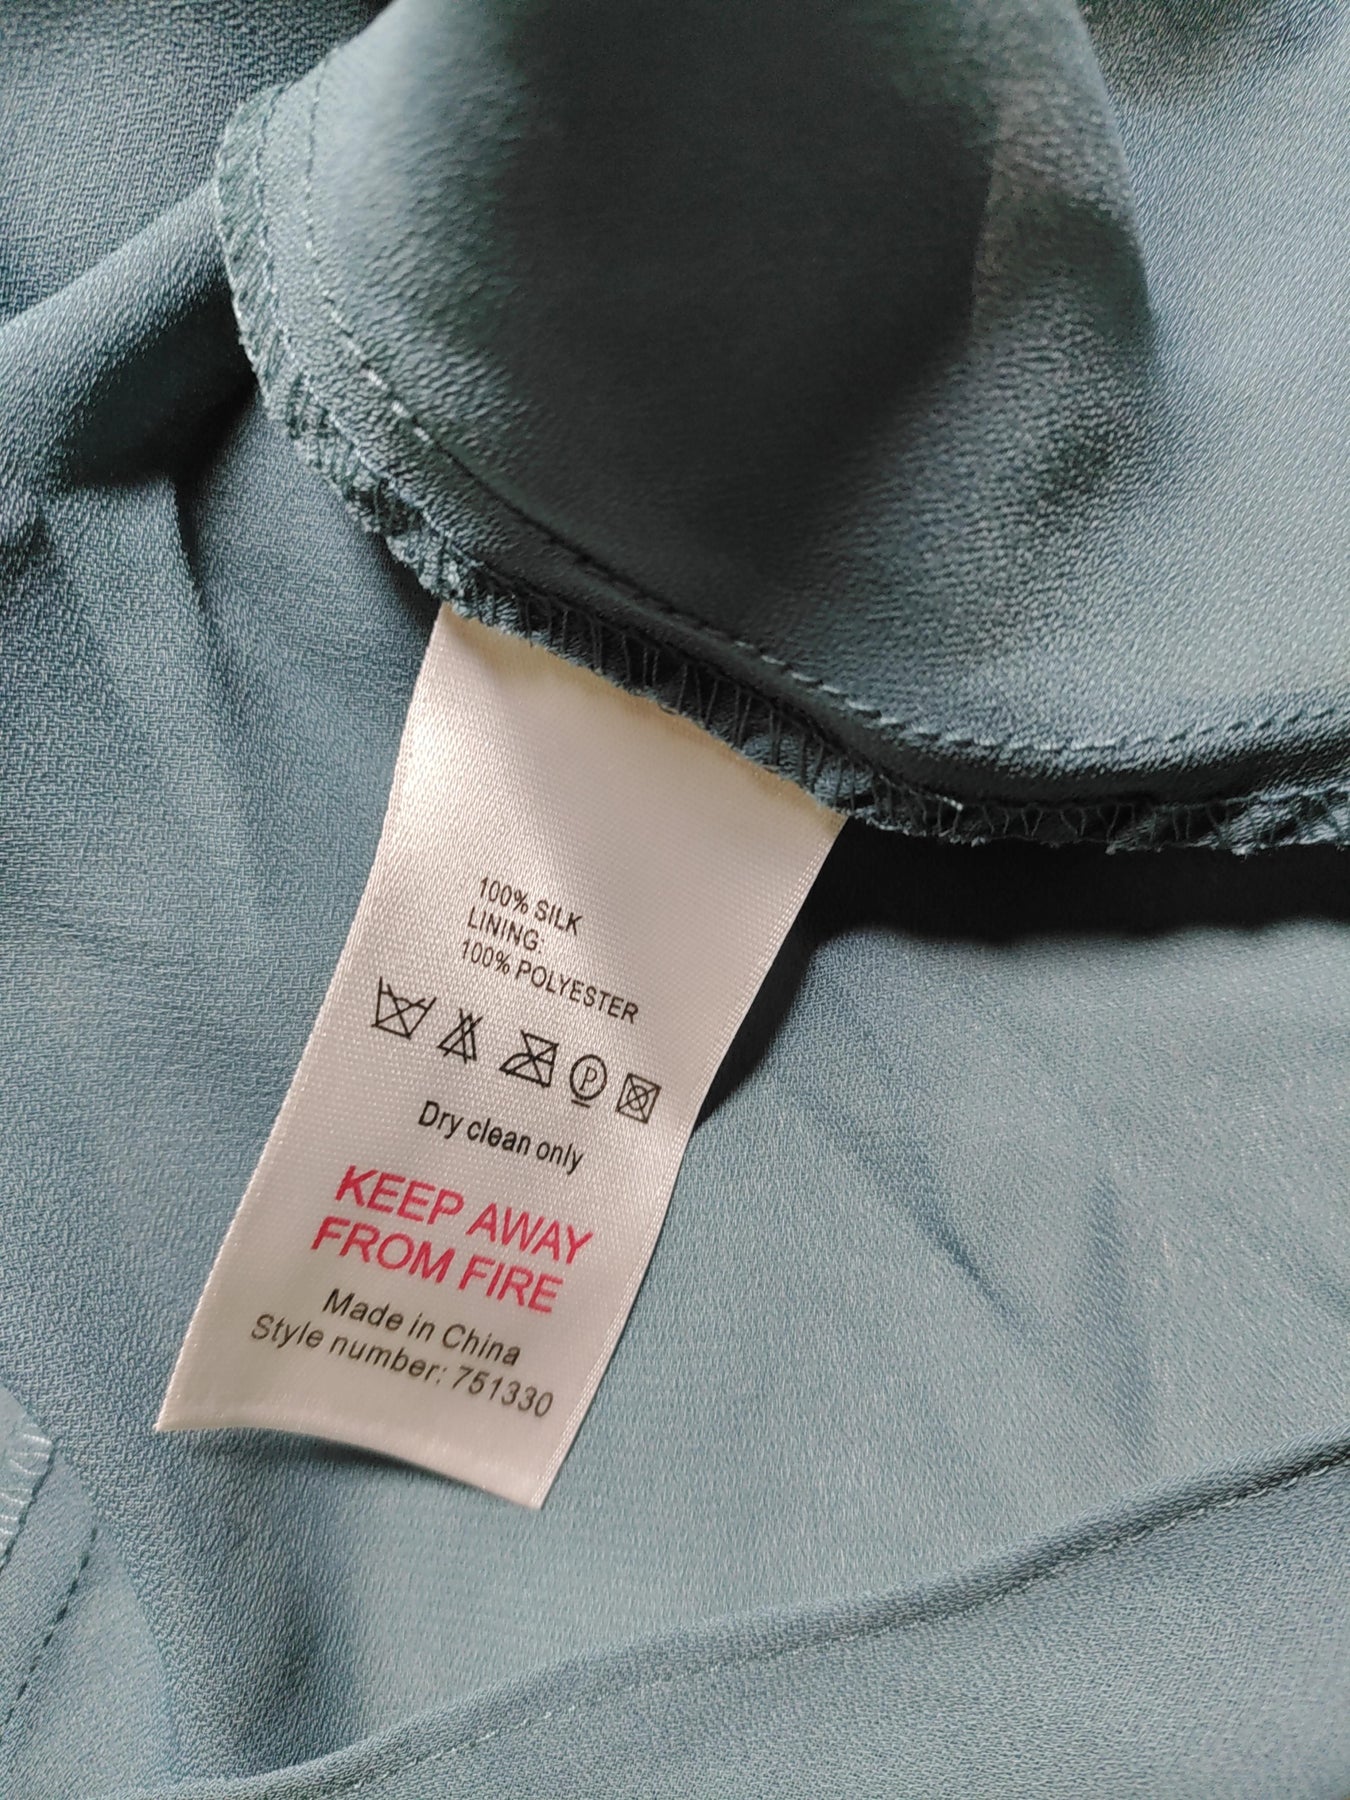 100% SILK
LINING:
100% POLYESTER
P
Dry clean only
KEEP AWAY
FROM FIRE
Made in China
Style number: 751330